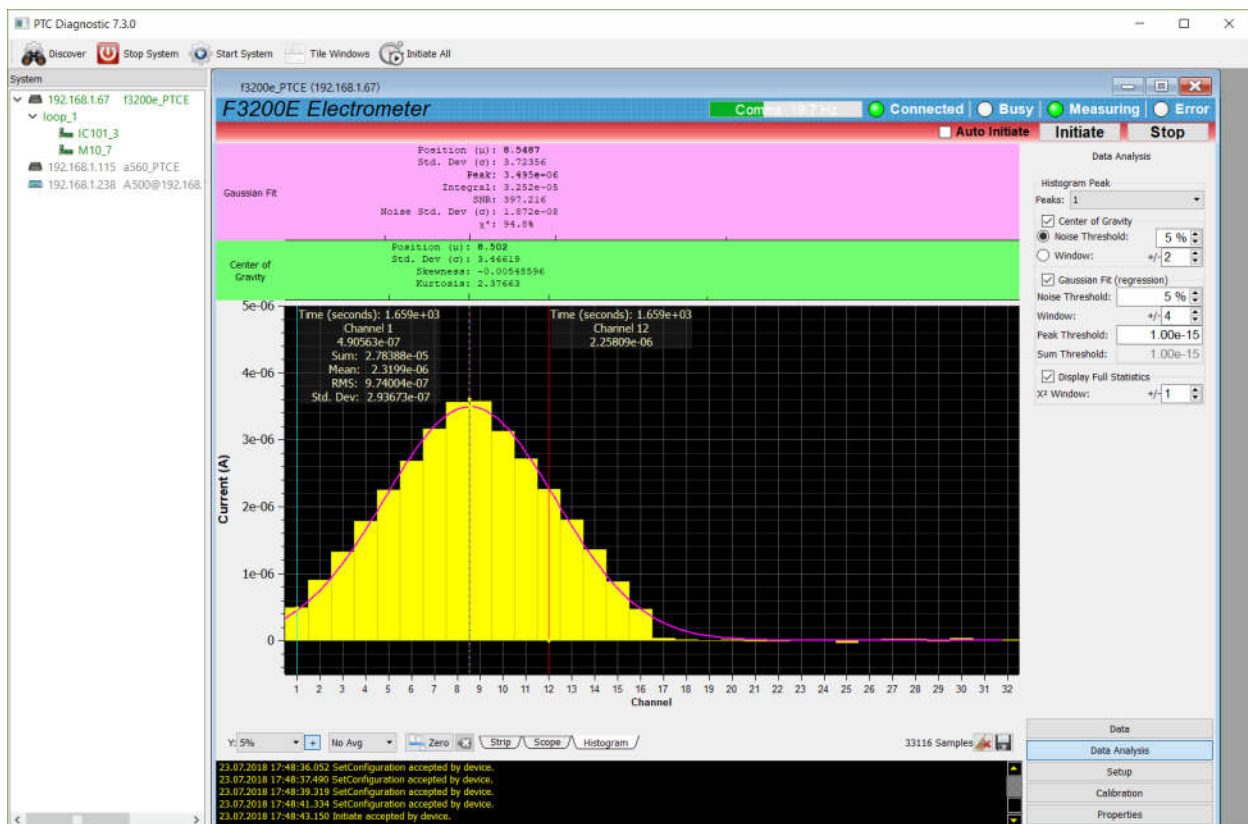 PTC Diagnostic 7.3.0
Discover Stop System Start System Tile Windows Initiate All
System
192.168.1.67 f3200e_PTCE
loop_1
IC101_3
M10_7
192.168.1.115 a560_PTCE
192.168.1.238 A500@192.168.
f3200e_PTCE (192.168.1.67)
F3200E Electrometer
Comms 19.7 Hz Connected Busy Measuring Error
Auto Initiate Initiate Stop
Gaussian Fit
Position (µ): 8.5487
Std. Dev (σ): 3.72356
Peak: 3.495e-06
Integral: 3.252e-05
SNR: 397.216
Noise Std. Dev (σ): 1.872e-08
χ²: 94.8%
Center of
Gravity
Position (µ): 8.502
Std. Dev (σ): 3.46619
Skewness: -0.00548596
Kurtosis: 2.37663
Time (seconds): 1.659e+03
Channel 1
4.90563e-07
Sum: 2.78388e-05
Mean: 2.3199e-06
RMS: 9.74004e-07
Std. Dev: 2.93673e-07
Time (seconds): 1.659e+03
Channel 12
2.25809e-06
Current (A)
5e-06
4e-06
3e-06
2e-06
1e-06
0
1 2 3 4 5 6 7 8 9 10 11 12 13 14 15 16 17 18 19 20 21 22 23 24 25 26 27 28 29 30 31 32
Channel
Y: 5% + No Avg Zero Strip Scope Histogram 33116 Samples
23.07.2018 17:48:36.052 SetConfiguration accepted by device.
23.07.2018 17:48:37.490 SetConfiguration accepted by device.
23.07.2018 17:48:39.319 SetConfiguration accepted by device.
23.07.2018 17:48:41.334 SetConfiguration accepted by device.
23.07.2018 17:48:43.150 Initiate accepted by device.
Data Analysis
Histogram Peak
Peaks: 1
Center of Gravity
Noise Threshold: 5 %
Window: +/- 2
Gaussian Fit (regression)
Noise Threshold: 5 %
Window: +/- 4
Peak Threshold: 1.00e-15
Sum Threshold: 1.00e-15
Display Full Statistics
X² Window: +/- 1
Data
Data Analysis
Setup
Calibration
Properties